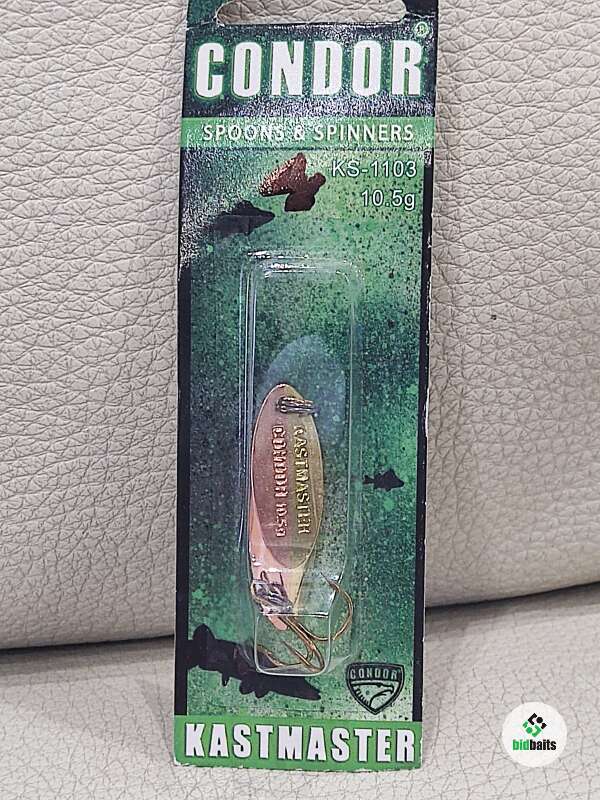 CONDOR®
SPOONS & SPINNERS
KS-1103
10.5g
KASTMASTER
CONDOR 10.5g
CONDOR®
KASTMASTER
bidbaits